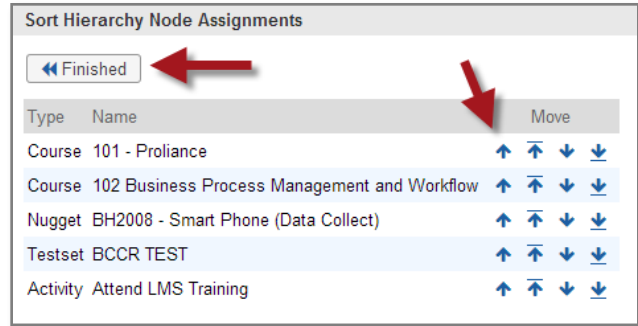 Sort Hierarchy Node Assignments
Finished
Type Name Move
Course 101 - Proliance
Course 102 Business Process Management and Workflow
Nugget BH2008 - Smart Phone (Data Collect)
Testset BCCR TEST
Activity Attend LMS Training